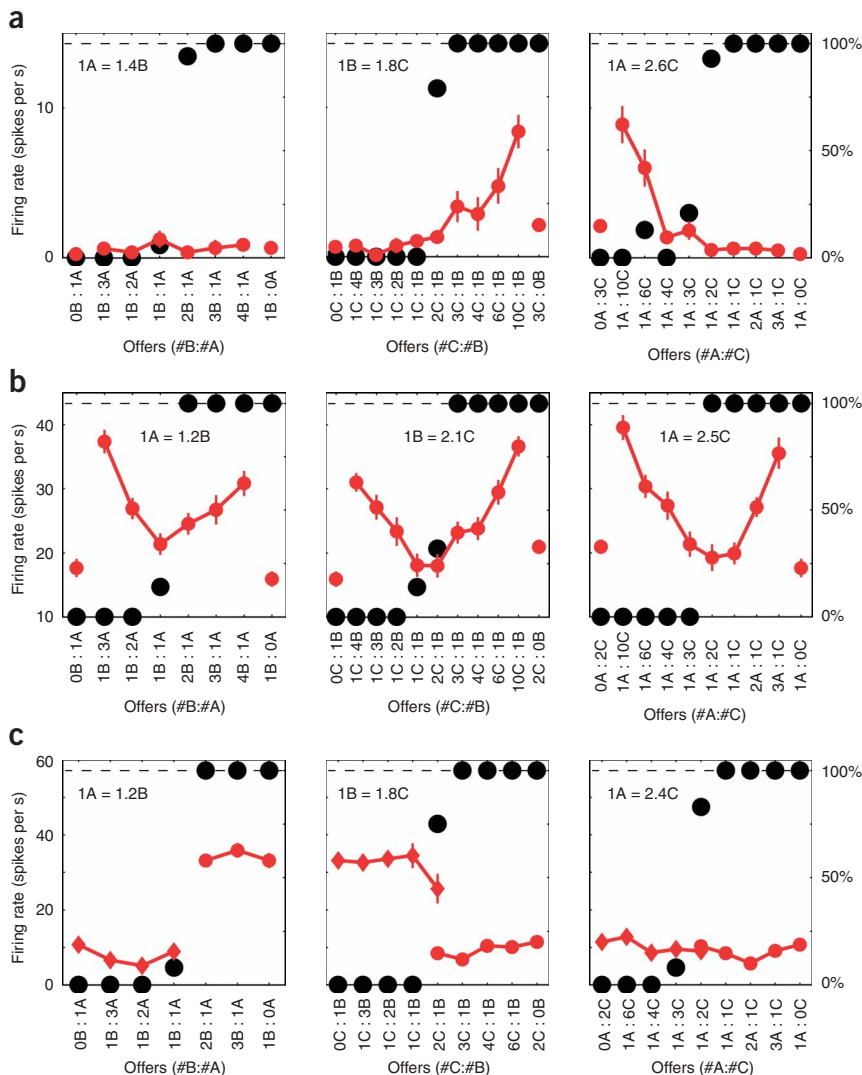 a
Firing rate (spikes per s)
10
0
1A = 1.4B
0B : 1A
1B : 3A
1B : 2A
1B : 1A
2B : 1A
3B : 1A
4B : 1A
1B : 0A
Offers (#B:#A)
1B = 1.8C
0C : 1B
1C : 4B
1C : 3B
1C : 2B
1C : 1B
2C : 1B
3C : 1B
4C : 1B
6C : 1B
10C : 1B
3C : 0B
Offers (#C:#B)
1A = 2.6C
100%
50%
0%
0A : 3C
1A : 10C
1A : 6C
1A : 4C
1A : 3C
1A : 2C
1A : 1C
2A : 1C
3A : 1C
1A : 0C
Offers (#A:#C)
b
Firing rate (spikes per s)
40
30
20
10
1A = 1.2B
0B : 1A
1B : 3A
1B : 2A
1B : 1A
2B : 1A
3B : 1A
4B : 1A
1B : 0A
Offers (#B:#A)
1B = 2.1C
0C : 1B
1C : 4B
1C : 3B
1C : 2B
1C : 1B
2C : 1B
3C : 1B
4C : 1B
6C : 1B
10C : 1B
2C : 0B
Offers (#C:#B)
1A = 2.5C
100%
50%
0%
0A : 2C
1A : 10C
1A : 6C
1A : 4C
1A : 3C
1A : 2C
1A : 1C
2A : 1C
3A : 1C
1A : 0C
Offers (#A:#C)
c
Firing rate (spikes per s)
60
40
20
10
0
1A = 1.2B
0B : 1A
1B : 3A
1B : 2A
1B : 1A
2B : 1A
3B : 1A
1B : 0A
Offers (#B:#A)
1B = 1.8C
0C : 1B
1C : 3B
1C : 2B
1C : 1B
2C : 1B
3C : 1B
4C : 1B
6C : 1B
2C : 0B
Offers (#C:#B)
1A = 2.4C
100%
50%
0%
0A : 2C
1A : 6C
1A : 4C
1A : 3C
1A : 2C
1A : 1C
2A : 1C
3A : 1C
1A : 0C
Offers (#A:#C)